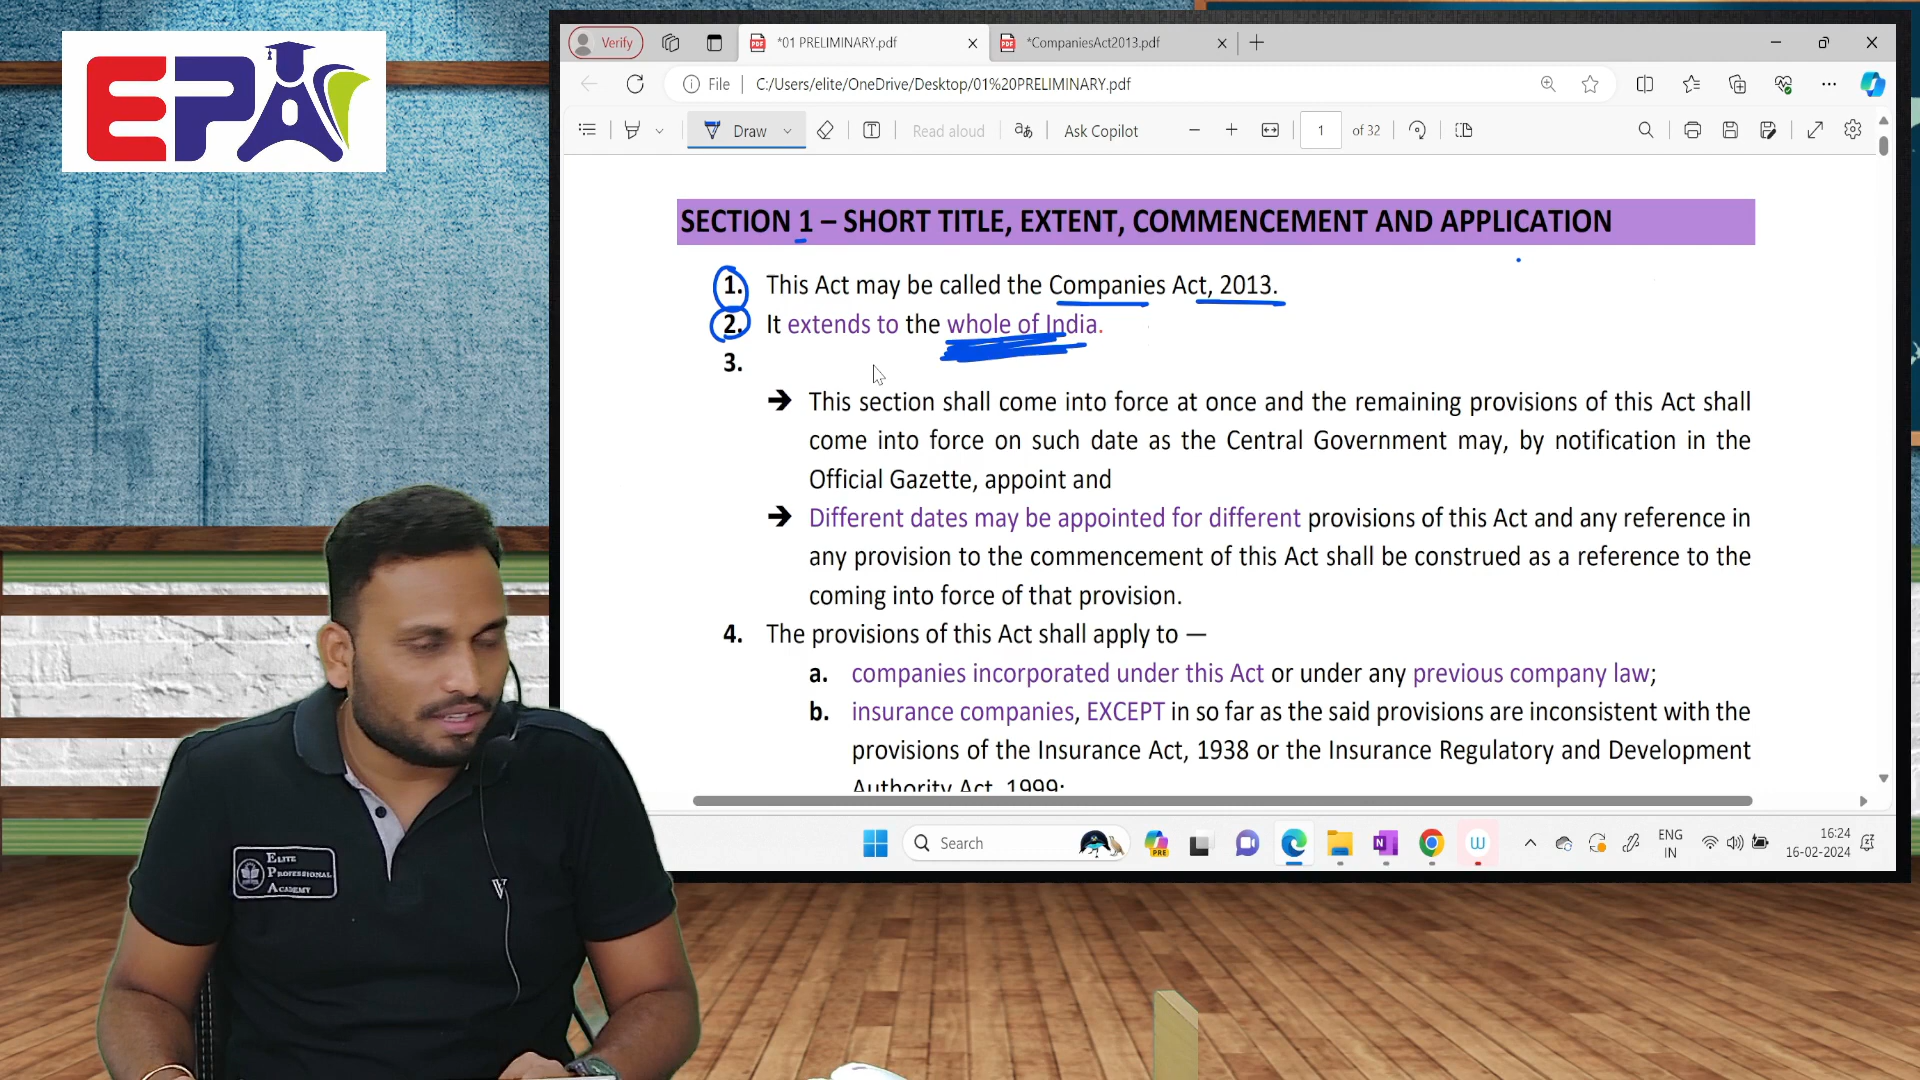 EPA
Verify
*01 PRELIMINARY.pdf
*CompaniesAct2013.pdf
File
C:/Users/elite/OneDrive/Desktop/01%20PRELIMINARY.pdf
Draw
Read aloud
Ask Copilot
1
of 32
SECTION 1 – SHORT TITLE, EXTENT, COMMENCEMENT AND APPLICATION
1. This Act may be called the Companies Act, 2013.
2. It extends to the whole of India.
3.
➔ This section shall come into force at once and the remaining provisions of this Act shall
come into force on such date as the Central Government may, by notification in the
Official Gazette, appoint and
➔ Different dates may be appointed for different provisions of this Act and any reference in
any provision to the commencement of this Act shall be construed as a reference to the
coming into force of that provision.
4. The provisions of this Act shall apply to —
a. companies incorporated under this Act or under any previous company law;
b. insurance companies, EXCEPT in so far as the said provisions are inconsistent with the
provisions of the Insurance Act, 1938 or the Insurance Regulatory and Development
Authority Act, 1999;
Search
PRE
W
ENG
IN
16:24
16-02-2024
ELITE
PROFESSIONAL
ACADEMY